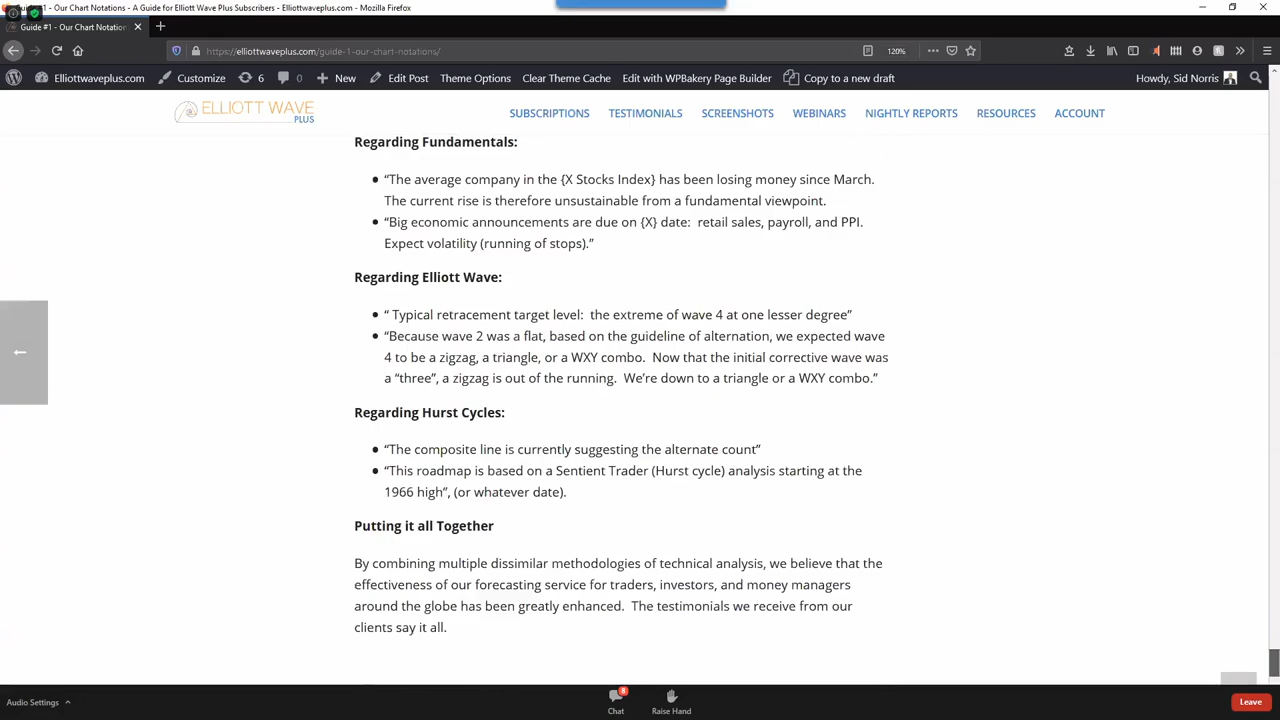 Guide #1 - Our Chart Notations - A Guide for Elliott Wave Plus Subscribers - Elliottwaveplus.com - Mozilla Firefox
Guide #1 - Our Chart Notations
https://elliottwaveplus.com/guide-1-our-chart-notations/
120%
Elliottwaveplus.com
Customize
6
0
New
Edit Post
Theme Options
Clear Theme Cache
Edit with WPBakery Page Builder
Copy to a new draft
Howdy, Sid Norris
ELLIOTT WAVE
PLUS
SUBSCRIPTIONS
TESTIMONIALS
SCREENSHOTS
WEBINARS
NIGHTLY REPORTS
RESOURCES
ACCOUNT
Regarding Fundamentals:
• “The average company in the {X Stocks Index} has been losing money since March.
The current rise is therefore unsustainable from a fundamental viewpoint.
• “Big economic announcements are due on {X} date:  retail sales, payroll, and PPI.
Expect volatility (running of stops).”
Regarding Elliott Wave:
• “ Typical retracement target level:  the extreme of wave 4 at one lesser degree”
• “Because wave 2 was a flat, based on the guideline of alternation, we expected wave
4 to be a zigzag, a triangle, or a WXY combo.  Now that the initial corrective wave was
a “three”, a zigzag is out of the running.  We’re down to a triangle or a WXY combo.”
Regarding Hurst Cycles:
• “The composite line is currently suggesting the alternate count”
• “This roadmap is based on a Sentient Trader (Hurst cycle) analysis starting at the
1966 high”, (or whatever date).
Putting it all Together
By combining multiple dissimilar methodologies of technical analysis, we believe that the
effectiveness of our forecasting service for traders, investors, and money managers
around the globe has been greatly enhanced.  The testimonials we receive from our
clients say it all.
Audio Settings
8
Chat
Raise Hand
Leave